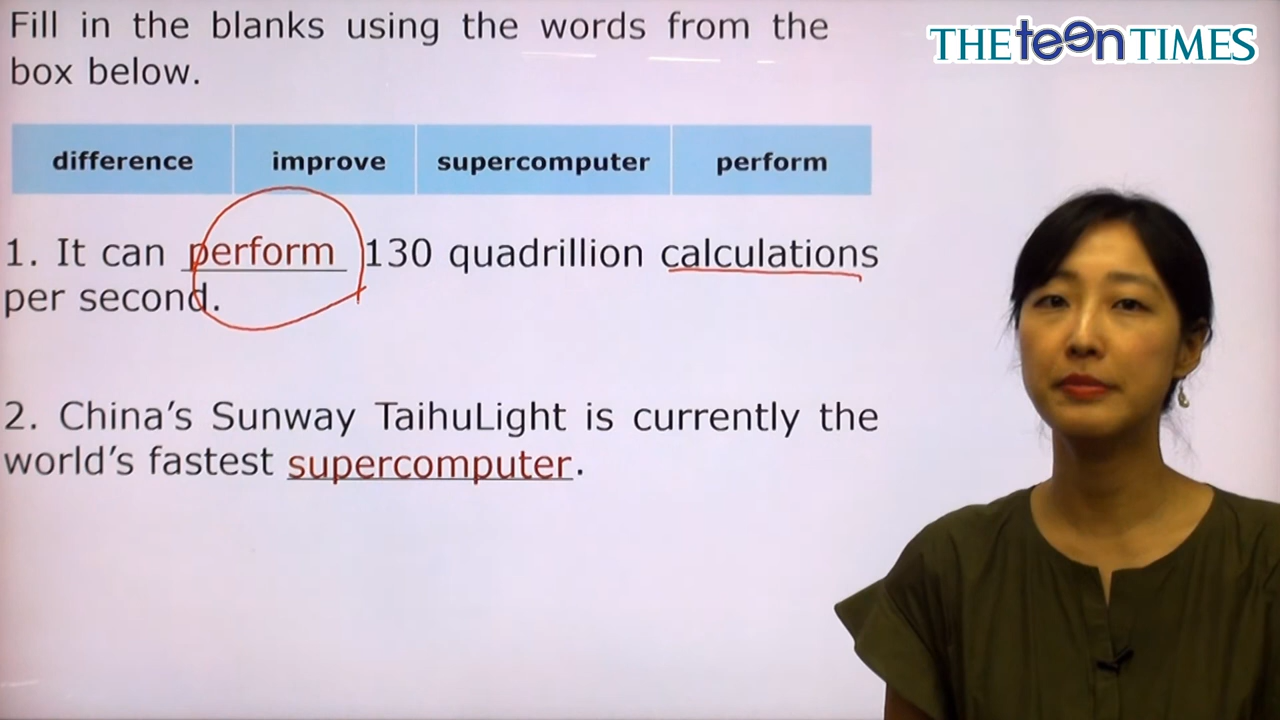 Fill in the blanks using the words from the
box below.
THE teen TIMES
difference improve supercomputer perform
1. It can perform 130 quadrillion calculations
per second.
2. China's Sunway TaihuLight is currently the
world's fastest supercomputer.